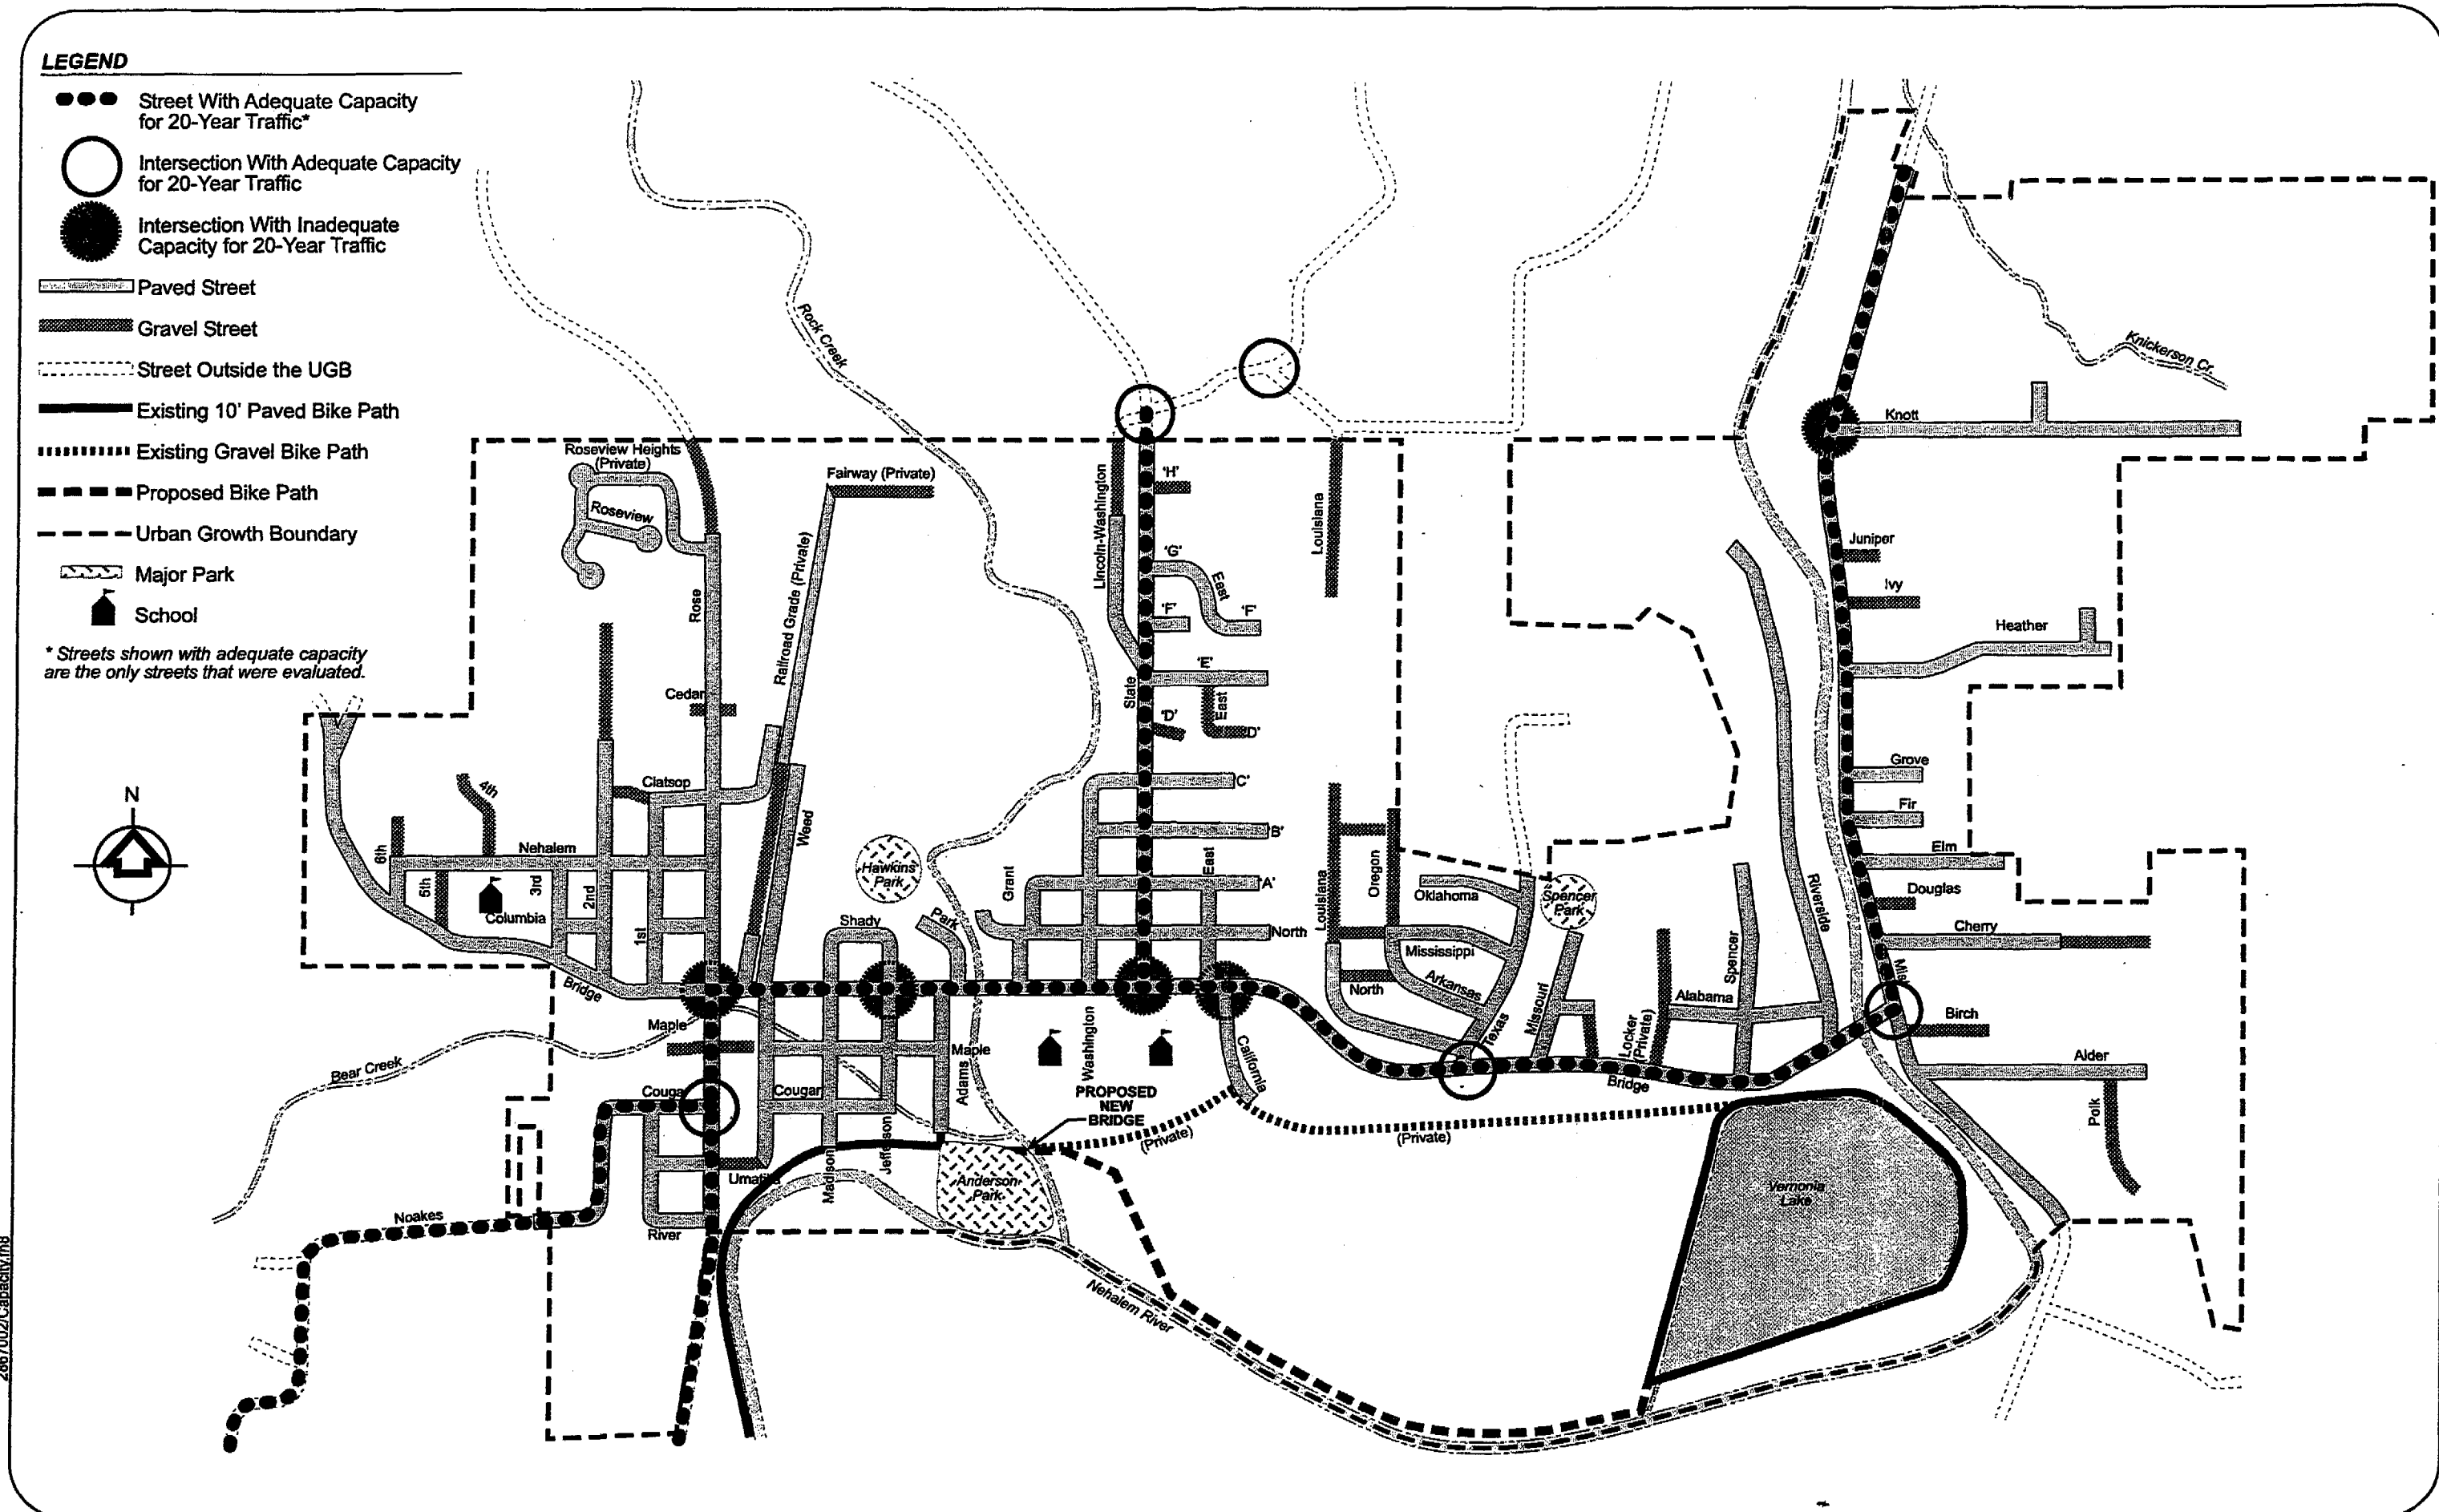 LEGEND
Street With Adequate Capacity
for 20-Year Traffic*
Intersection With Adequate Capacity
for 20-Year Traffic
Intersection With Inadequate
Capacity for 20-Year Traffic
Paved Street
Gravel Street
Street Outside the UGB
Existing 10' Paved Bike Path
Existing Gravel Bike Path
Proposed Bike Path
Urban Growth Boundary
Major Park
School
* Streets shown with adequate capacity
are the only streets that were evaluated.
N
Rock Creek
Knickerson Cr.
Knott
Roseview Heights
(Private)
Roseview
Fairway (Private)
Railroad Grade (Private)
Rose
Cedar
Clatsop
Weed
4th
Nehalem
6th
5th
3rd
2nd
1st
Columbia
Bridge
Hawkins
Park
Shady
Park
Grant
Lincoln-Washington
'H'
'G'
East
'F'
'F'
'E'
State
'D'
East
'D'
'C'
'B'
East
'A'
North
Louisiana
Louisiana
Oregon
Oklahoma
Mississippi
Arkansas
North
Texas
Spencer
Park
Missouri
Locker
(Private)
Alabama
Spencer
Riverside
Juniper
Ivy
Heather
Grove
Fir
Elm
Douglas
Cherry
Birch
Alder
Polk
Bridge
Maple
Maple
Bear Creek
Cougar
Adams
Washington
California
PROPOSED
NEW
BRIDGE
(Private)
(Private)
Noakes
River
Madison
Jefferson
Anderson
Park
Nehalem River
Vernonia
Lake